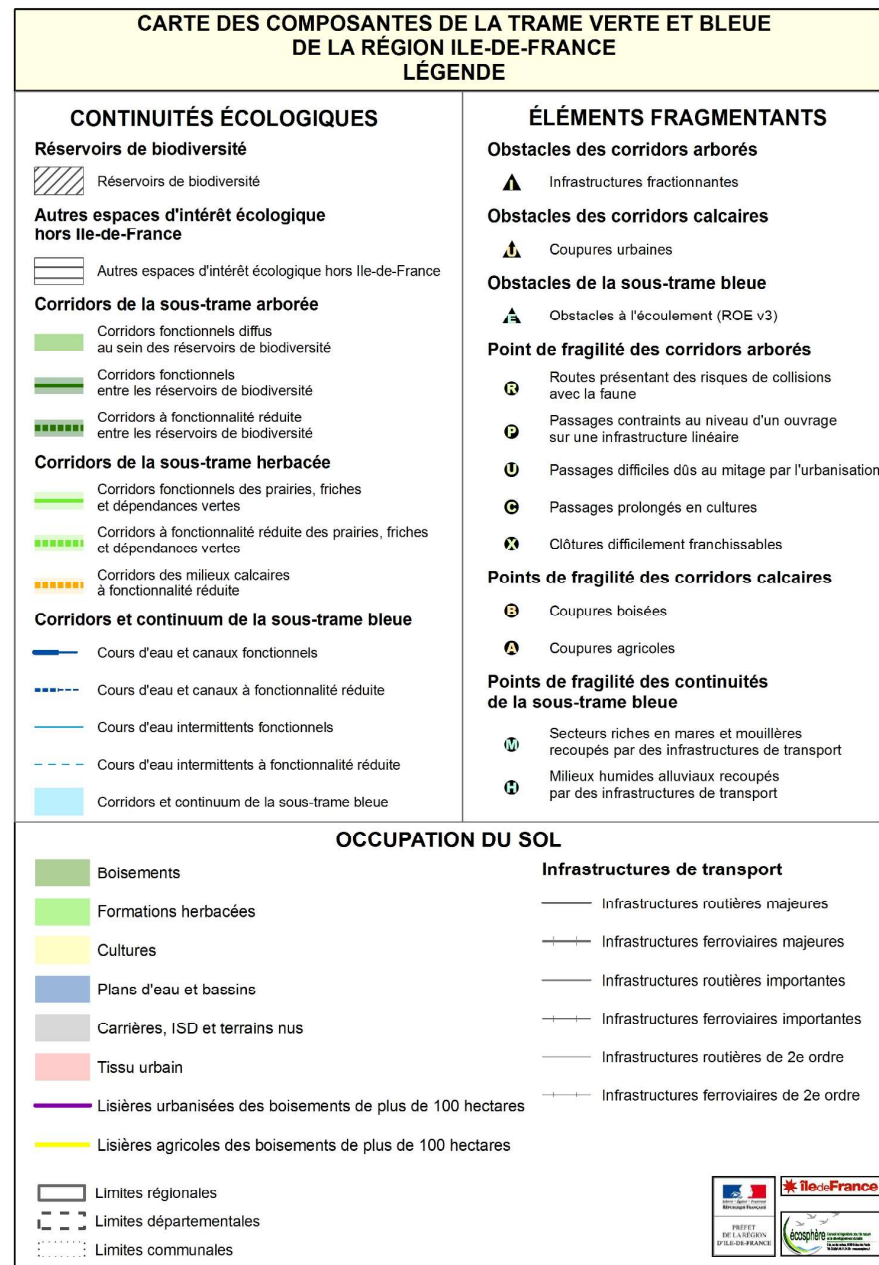 CARTE DES COMPOSANTES DE LA TRAME VERTE ET BLEUE
DE LA RÉGION ILE-DE-FRANCE
LÉGENDE
CONTINUITÉS ÉCOLOGIQUES
Réservoirs de biodiversité
Réservoirs de biodiversité
Autres espaces d'intérêt écologique
hors Ile-de-France
Autres espaces d'intérêt écologique hors Ile-de-France
Corridors de la sous-trame arborée
Corridors fonctionnels diffus
au sein des réservoirs de biodiversité
Corridors fonctionnels
entre les réservoirs de biodiversité
Corridors à fonctionnalité réduite
entre les réservoirs de biodiversité
Corridors de la sous-trame herbacée
Corridors fonctionnels des prairies, friches
et dépendances vertes
Corridors à fonctionnalité réduite des prairies, friches
et dépendances vertes
Corridors des milieux calcaires
à fonctionnalité réduite
Corridors et continuum de la sous-trame bleue
Cours d'eau et canaux fonctionnels
Cours d'eau et canaux à fonctionnalité réduite
Cours d'eau intermittents fonctionnels
Cours d'eau intermittents à fonctionnalité réduite
Corridors et continuum de la sous-trame bleue
ÉLÉMENTS FRAGMENTANTS
Obstacles des corridors arborés
I Infrastructures fractionnantes
Obstacles des corridors calcaires
U Coupures urbaines
Obstacles de la sous-trame bleue
E Obstacles à l'écoulement (ROE v3)
Point de fragilité des corridors arborés
R Routes présentant des risques de collisions
avec la faune
P Passages contraints au niveau d'un ouvrage
sur une infrastructure linéaire
U Passages difficiles dûs au mitage par l'urbanisation
C Passages prolongés en cultures
X Clôtures difficilement franchissables
Points de fragilité des corridors calcaires
B Coupures boisées
A Coupures agricoles
Points de fragilité des continuités
de la sous-trame bleue
M Secteurs riches en mares et mouillères
recoupés par des infrastructures de transport
H Milieux humides alluviaux recoupés
par des infrastructures de transport
OCCUPATION DU SOL
Boisements
Formations herbacées
Cultures
Plans d'eau et bassins
Carrières, ISD et terrains nus
Tissu urbain
Lisières urbanisées des boisements de plus de 100 hectares
Lisières agricoles des boisements de plus de 100 hectares
Limites régionales
Limites départementales
Limites communales
Infrastructures de transport
Infrastructures routières majeures
Infrastructures ferroviaires majeures
Infrastructures routières importantes
Infrastructures ferroviaires importantes
Infrastructures routières de 2e ordre
Infrastructures ferroviaires de 2e ordre
RÉPUBLIQUE FRANÇAISE
PRÉFET
DE LA RÉGION
D'ILE-DE-FRANCE
îledeFrance
écosphère